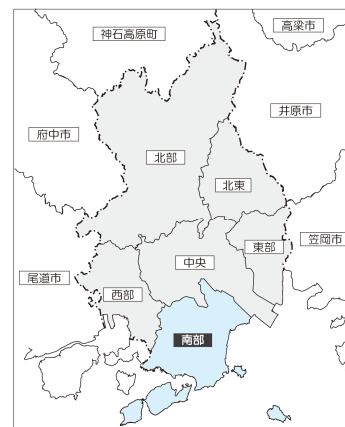 高梁市
神石高原町
井原市
府中市
北部
北東
笠岡市
東部
中央
尾道市
西部
南部